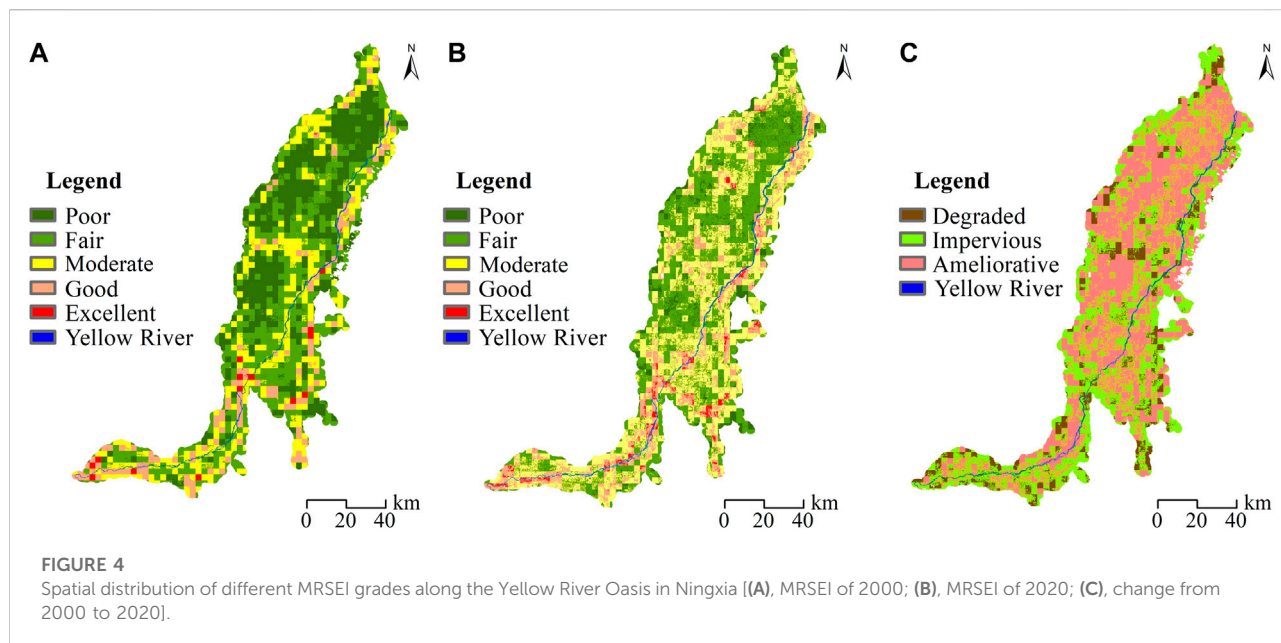 A
N
Legend
Poor
Fair
Moderate
Good
Excellent
Yellow River
km
0 20 40
B
N
Legend
Poor
Fair
Moderate
Good
Excellent
Yellow River
km
0 20 40
C
N
Legend
Degraded
Impervious
Ameliorative
Yellow River
km
0 20 40
FIGURE 4
Spatial distribution of different MRSEI grades along the Yellow River Oasis in Ningxia [(A), MRSEI of 2000; (B), MRSEI of 2020; (C), change from
2000 to 2020].